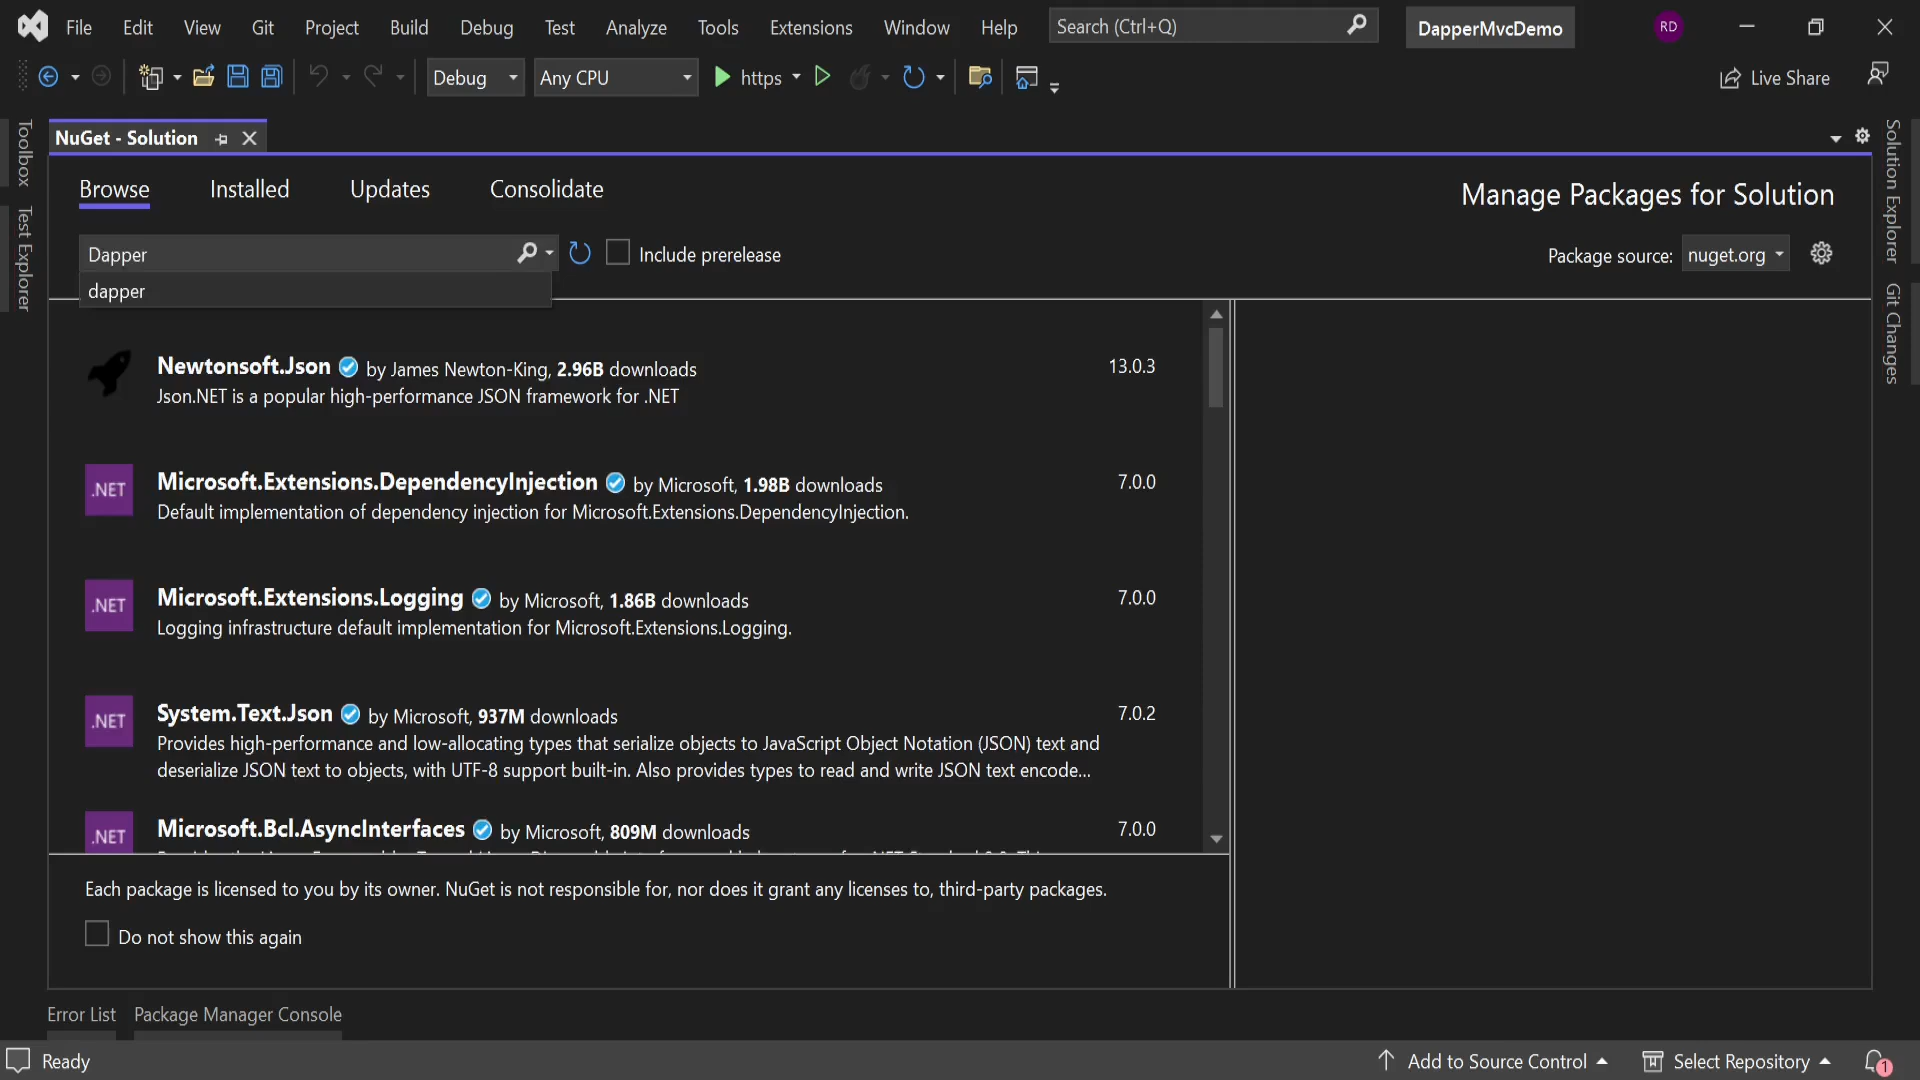 File Edit View Git Project Build Debug Test Analyze Tools Extensions Window Help Search (Ctrl+Q) DapperMvcDemo RD
Debug Any CPU https Live Share
Toolbox
Test Explorer
NuGet - Solution
Browse Installed Updates Consolidate Manage Packages for Solution
Dapper Include prerelease Package source: nuget.org
dapper
Newtonsoft.Json by James Newton-King, 2.96B downloads 13.0.3
Json.NET is a popular high-performance JSON framework for .NET
.NET Microsoft.Extensions.DependencyInjection by Microsoft, 1.98B downloads 7.0.0
Default implementation of dependency injection for Microsoft.Extensions.DependencyInjection.
.NET Microsoft.Extensions.Logging by Microsoft, 1.86B downloads 7.0.0
Logging infrastructure default implementation for Microsoft.Extensions.Logging.
.NET System.Text.Json by Microsoft, 937M downloads 7.0.2
Provides high-performance and low-allocating types that serialize objects to JavaScript Object Notation (JSON) text and
deserialize JSON text to objects, with UTF-8 support built-in. Also provides types to read and write JSON text encode...
.NET Microsoft.Bcl.AsyncInterfaces by Microsoft, 809M downloads 7.0.0
Each package is licensed to you by its owner. NuGet is not responsible for, nor does it grant any licenses to, third-party packages.
Do not show this again
Solution Explorer
Git Changes
Error List Package Manager Console
Ready Add to Source Control Select Repository 1